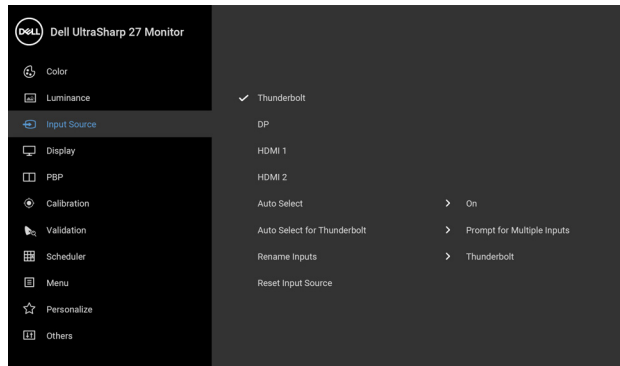 DELL Dell UltraSharp 27 Monitor
Color
Luminance
✓ Thunderbolt
Input Source
DP
Display
HDMI 1
PBP
HDMI 2
Calibration
Auto Select > On
Validation
Auto Select for Thunderbolt > Prompt for Multiple Inputs
Scheduler
Rename Inputs > Thunderbolt
Menu
Reset Input Source
Personalize
Others